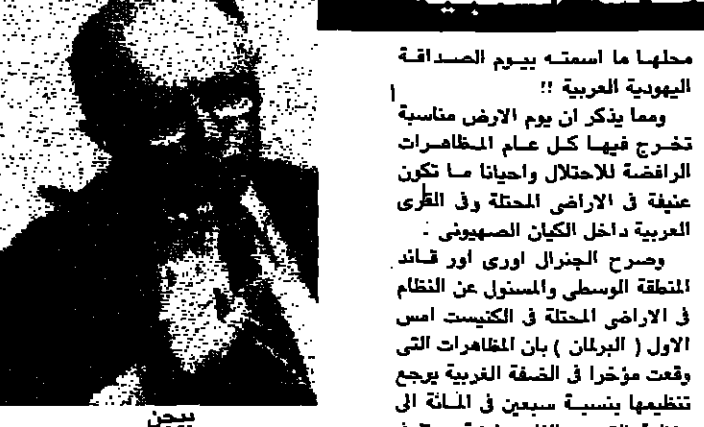 محلها ما اسمته بيوم الصداقة
اليهودية العربية !!
ومما يذكر ان يوم الارض مناسبة
تخرج فيها كل عام المظاهرات
الرافضة للاحتلال واحيانا ما تكون
عنيفة فى الاراضى المحتلة وفى القرى
العربية داخل الكيان الصهيونى .
وصرح الجنرال اورى اور قائد
المنطقة الوسطى والمسئول عن النظام
فى الاراضى المحتلة فى الكنيست امس
الاول ( البرلمان ) بان المظاهرات التى
وقعت مؤخرا فى الضفة الغربية يرجع
تنظيمها بنسبة سبعين فى المائة الى
بيجن